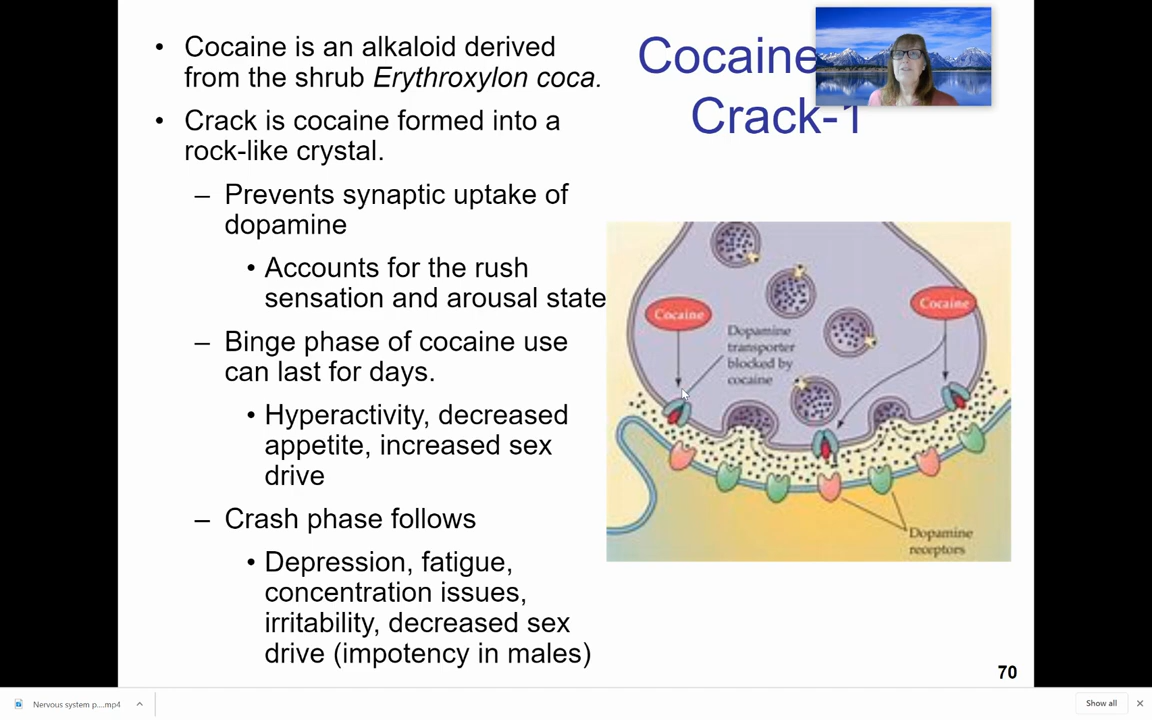 • Cocaine is an alkaloid derived
from the shrub Erythroxylon coca.
• Crack is cocaine formed into a
rock-like crystal.
– Prevents synaptic uptake of
dopamine
• Accounts for the rush
sensation and arousal state
– Binge phase of cocaine use
can last for days.
• Hyperactivity, decreased
appetite, increased sex
drive
– Crash phase follows
• Depression, fatigue,
concentration issues,
irritability, decreased sex
drive (impotency in males)
Cocaine
Crack-1
Cocaine
Cocaine
Dopamine
transporter
blocked by
cocaine
Dopamine
receptors
70
Nervous system p....mp4
Show all